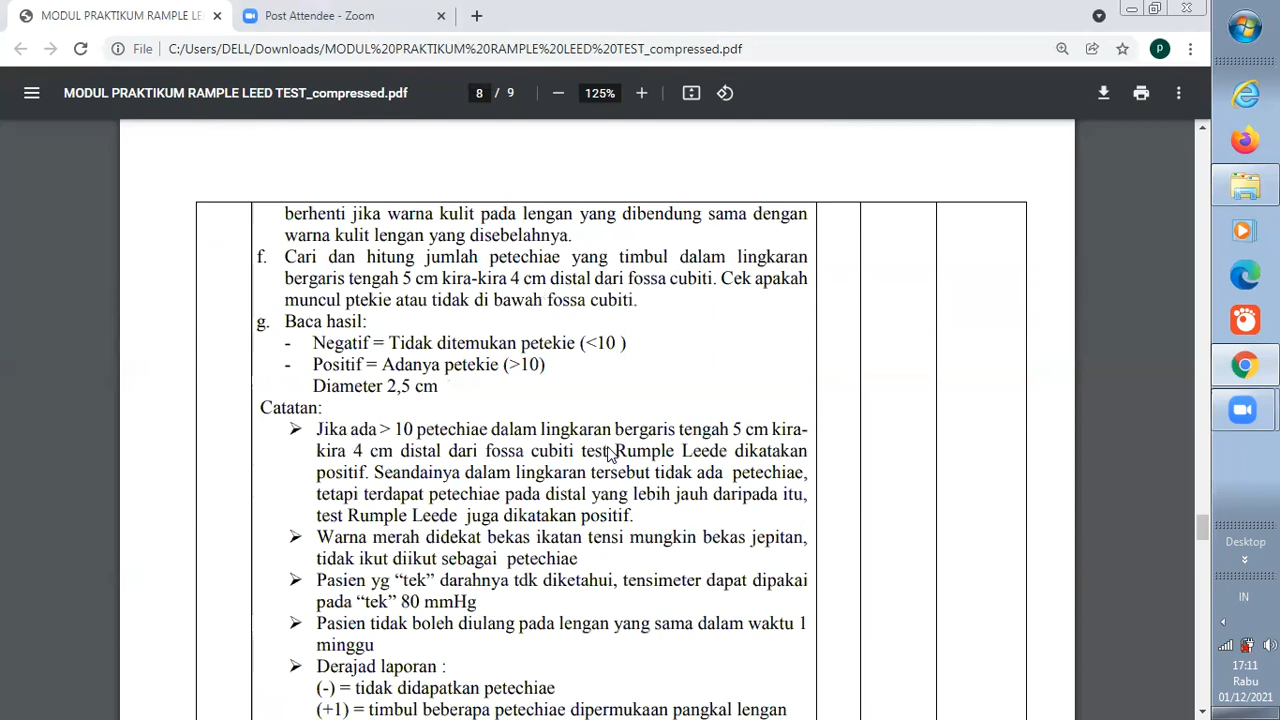 MODUL PRAKTIKUM RAMPLE LE
Post Attendee - Zoom
File
C:/Users/DELL/Downloads/MODUL%20PRAKTIKUM%20RAMPLE%20LEED%20TEST_compressed.pdf
P
MODUL PRAKTIKUM RAMPLE LEED TEST_compressed.pdf
8 / 9
125%
berhenti jika warna kulit pada lengan yang dibendung sama dengan
warna kulit lengan yang disebelahnya.
f. Cari dan hitung jumlah petechiae yang timbul dalam lingkaran
bergaris tengah 5 cm kira-kira 4 cm distal dari fossa cubiti. Cek apakah
muncul ptekie atau tidak di bawah fossa cubiti.
g. Baca hasil:
- Negatif = Tidak ditemukan petekie (<10 )
- Positif = Adanya petekie (>10)
Diameter 2,5 cm
Catatan:
➢ Jika ada > 10 petechiae dalam lingkaran bergaris tengah 5 cm kira-
kira 4 cm distal dari fossa cubiti test Rumple Leede dikatakan
positif. Seandainya dalam lingkaran tersebut tidak ada petechiae,
tetapi terdapat petechiae pada distal yang lebih jauh daripada itu,
test Rumple Leede juga dikatakan positif.
➢ Warna merah didekat bekas ikatan tensi mungkin bekas jepitan,
tidak ikut diikut sebagai petechiae
➢ Pasien yg “tek” darahnya tdk diketahui, tensimeter dapat dipakai
pada “tek” 80 mmHg
➢ Pasien tidak boleh diulang pada lengan yang sama dalam waktu 1
minggu
➢ Derajad laporan :
(-) = tidak didapatkan petechiae
(+1) = timbul beberapa petechiae dipermukaan pangkal lengan
Desktop
IN
17:11
Rabu
01/12/2021